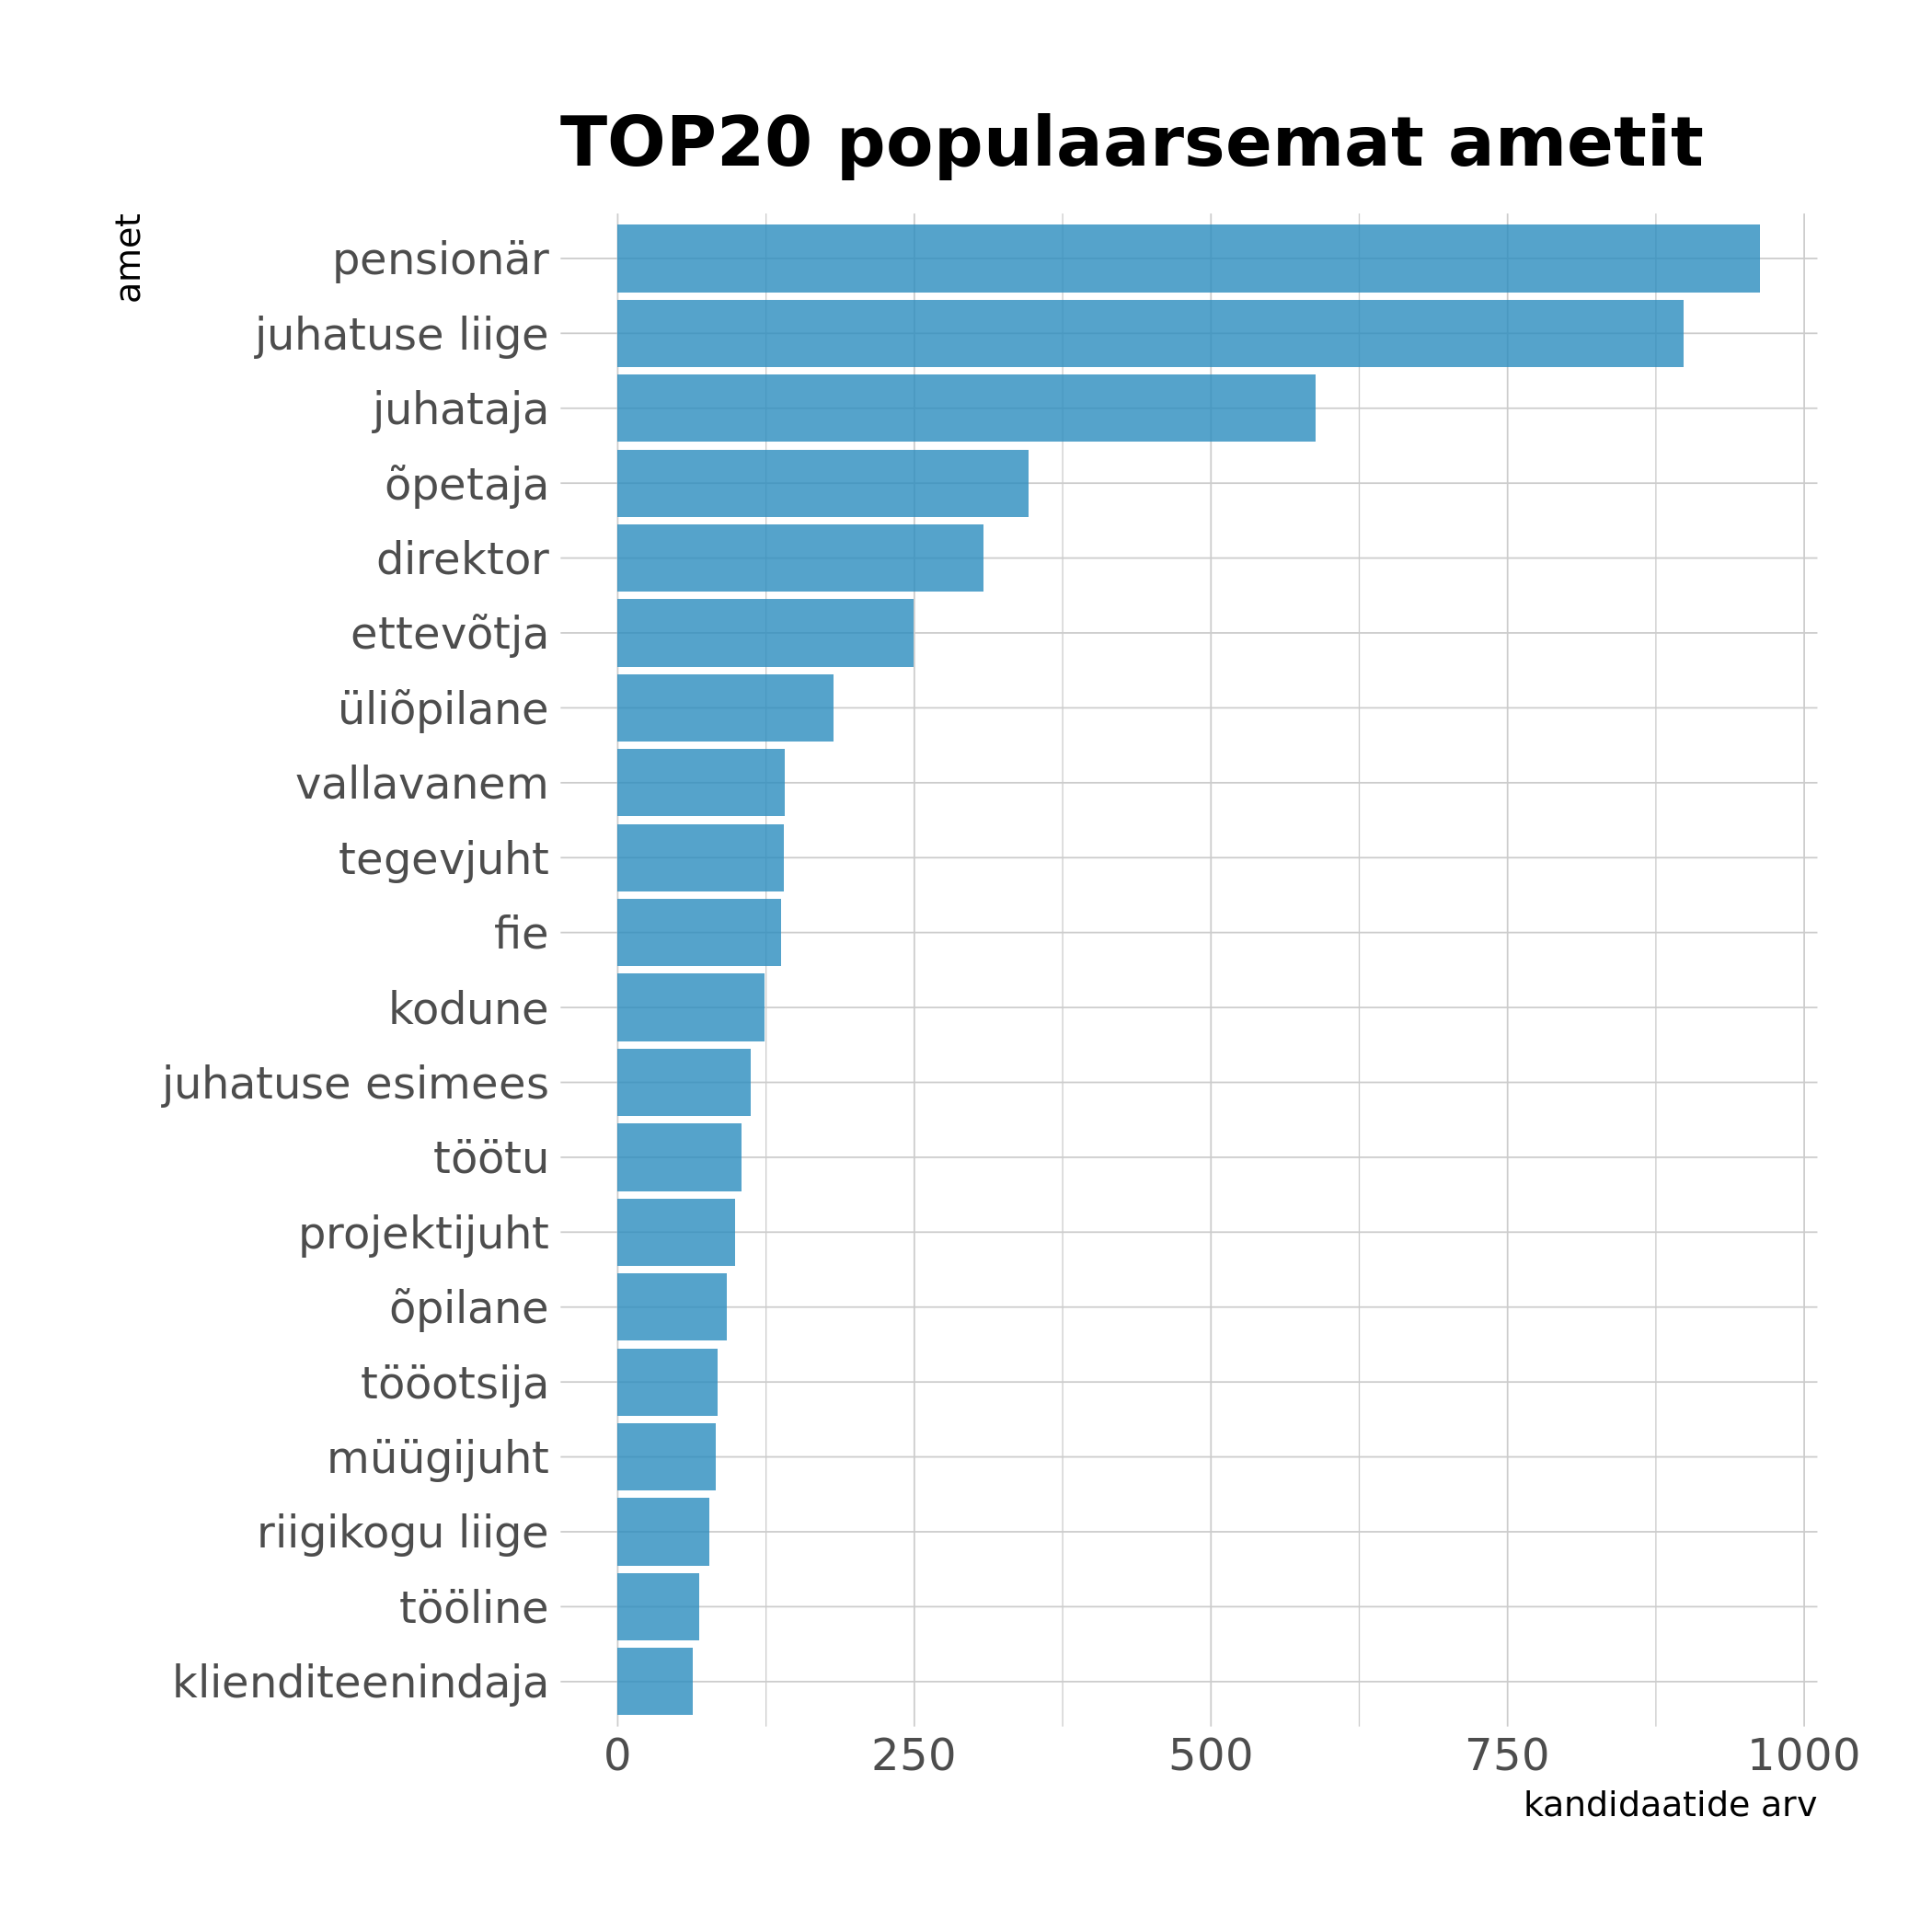 TOP20 populaarsemat ametit
amet
pensionär
juhatuse liige
juhataja
õpetaja
direktor
ettevõtja
üliõpilane
vallavanem
tegevjuht
fie
kodune
juhatuse esimees
töötu
projektijuht
õpilane
tööotsija
müügijuht
riigikogu liige
tööline
klienditeenindaja
0 250 500 750 1000
kandidaatide arv